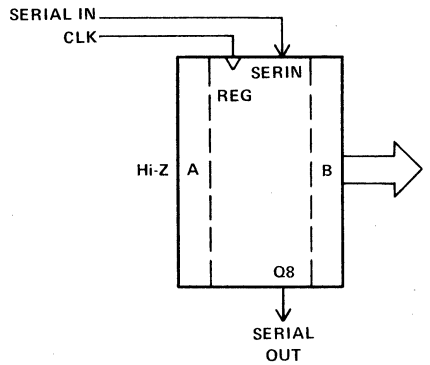 SERIAL IN
CLK
SERIN
REG
Hi-Z
A
B
Q8
SERIAL
OUT